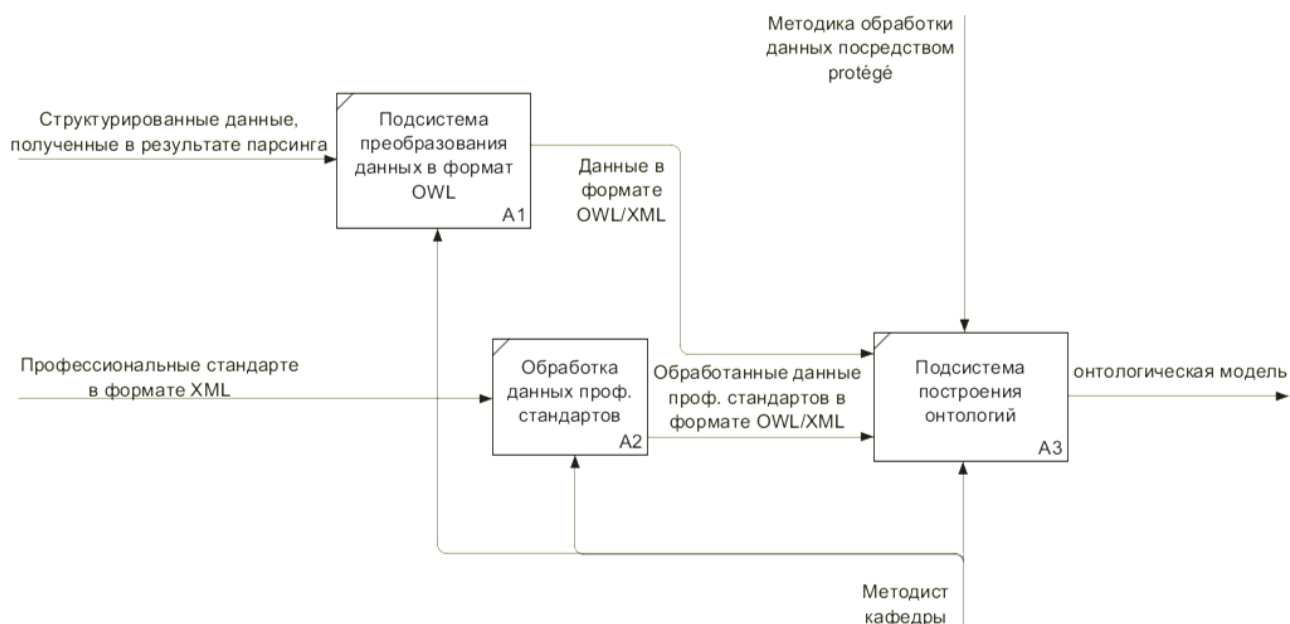 Методика обработки
данных посредством
protégé
Структурированные данные,
полученные в результате парсинга
Подсистема
преобразования
данных в формат
OWL
A1
Данные в
формате
OWL/XML
Профессиональные стандарте
в формате XML
Обработка
данных проф.
стандартов
A2
Обработанные данные
проф. стандартов в
формате OWL/XML
Подсистема
построения
онтологий
A3
онтологическая модель
Методист
кафедры